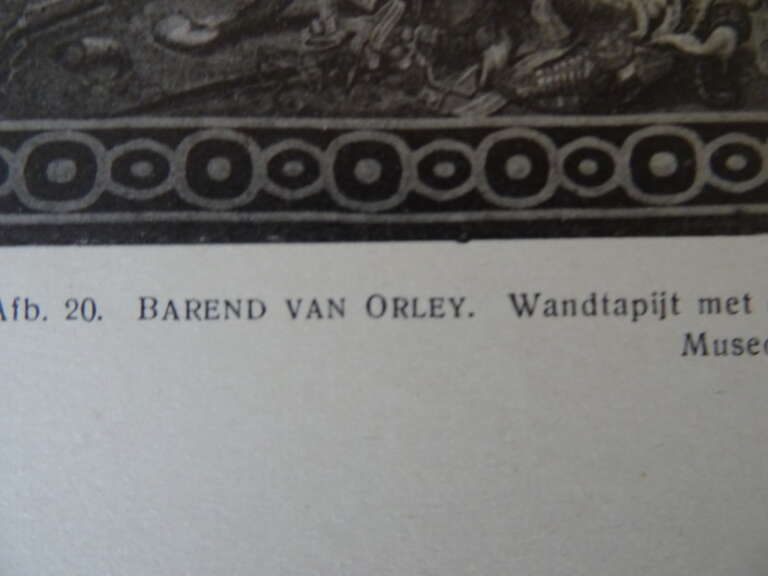 Afb. 20. BAREND VAN ORLEY. Wandtapijt met